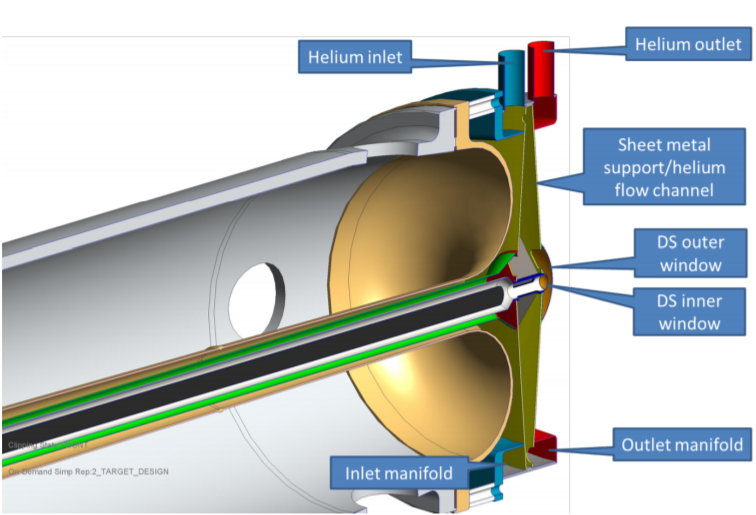 Helium inlet
Helium outlet
Sheet metal
support/helium
flow channel
DS outer
window
DS inner
window
Outlet manifold
Inlet manifold
On Demand Simp Rep:2_TARGET_DESIGN